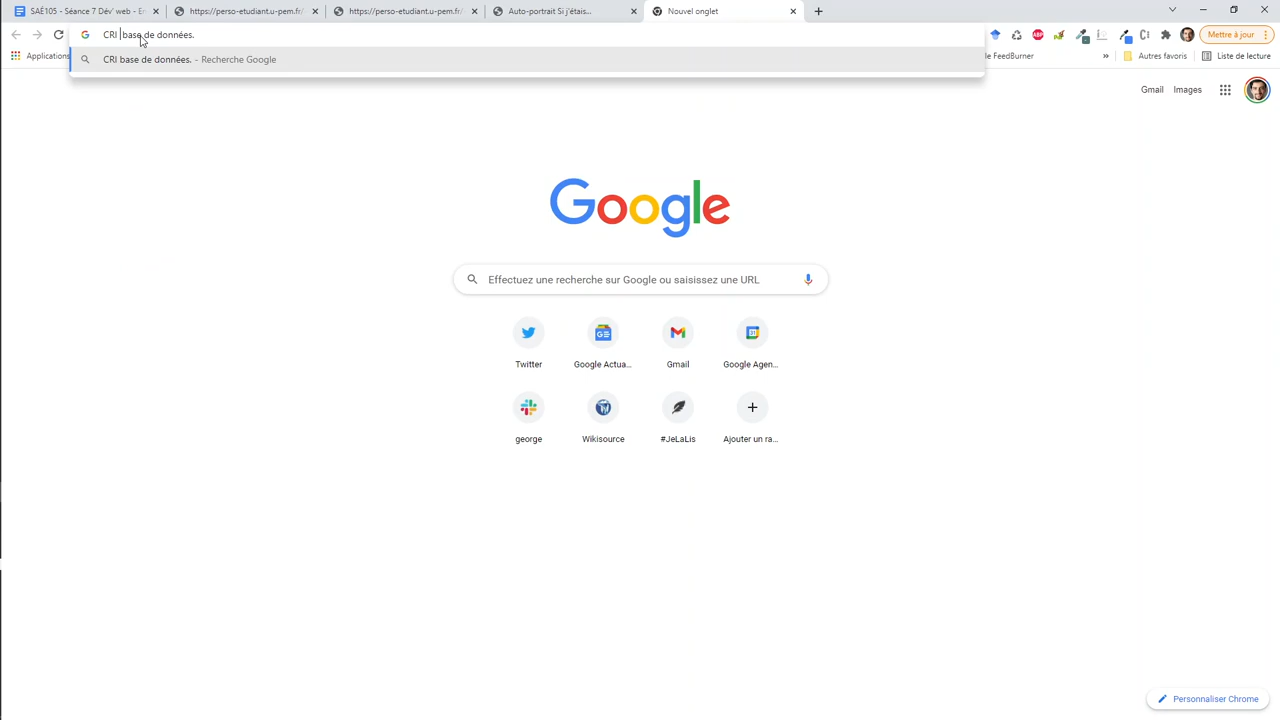 SAE105 - Séance 7 Dév' web - En
https://perso-etudiant.u-pem.fr/
https://perso-etudiant.u-pem.fr/
Auto-portrait Si j'étais...
Nouvel onglet
CRI base de données.
Mettre à jour
CRI base de données. - Recherche Google
Applications
le FeedBurner
»
Autres favoris
Liste de lecture
Gmail
Images
Google
Effectuez une recherche sur Google ou saisissez une URL
Twitter
Google Actua...
Gmail
Google Agen...
george
Wikisource
#JeLaLis
Ajouter un ra...
Personnaliser Chrome